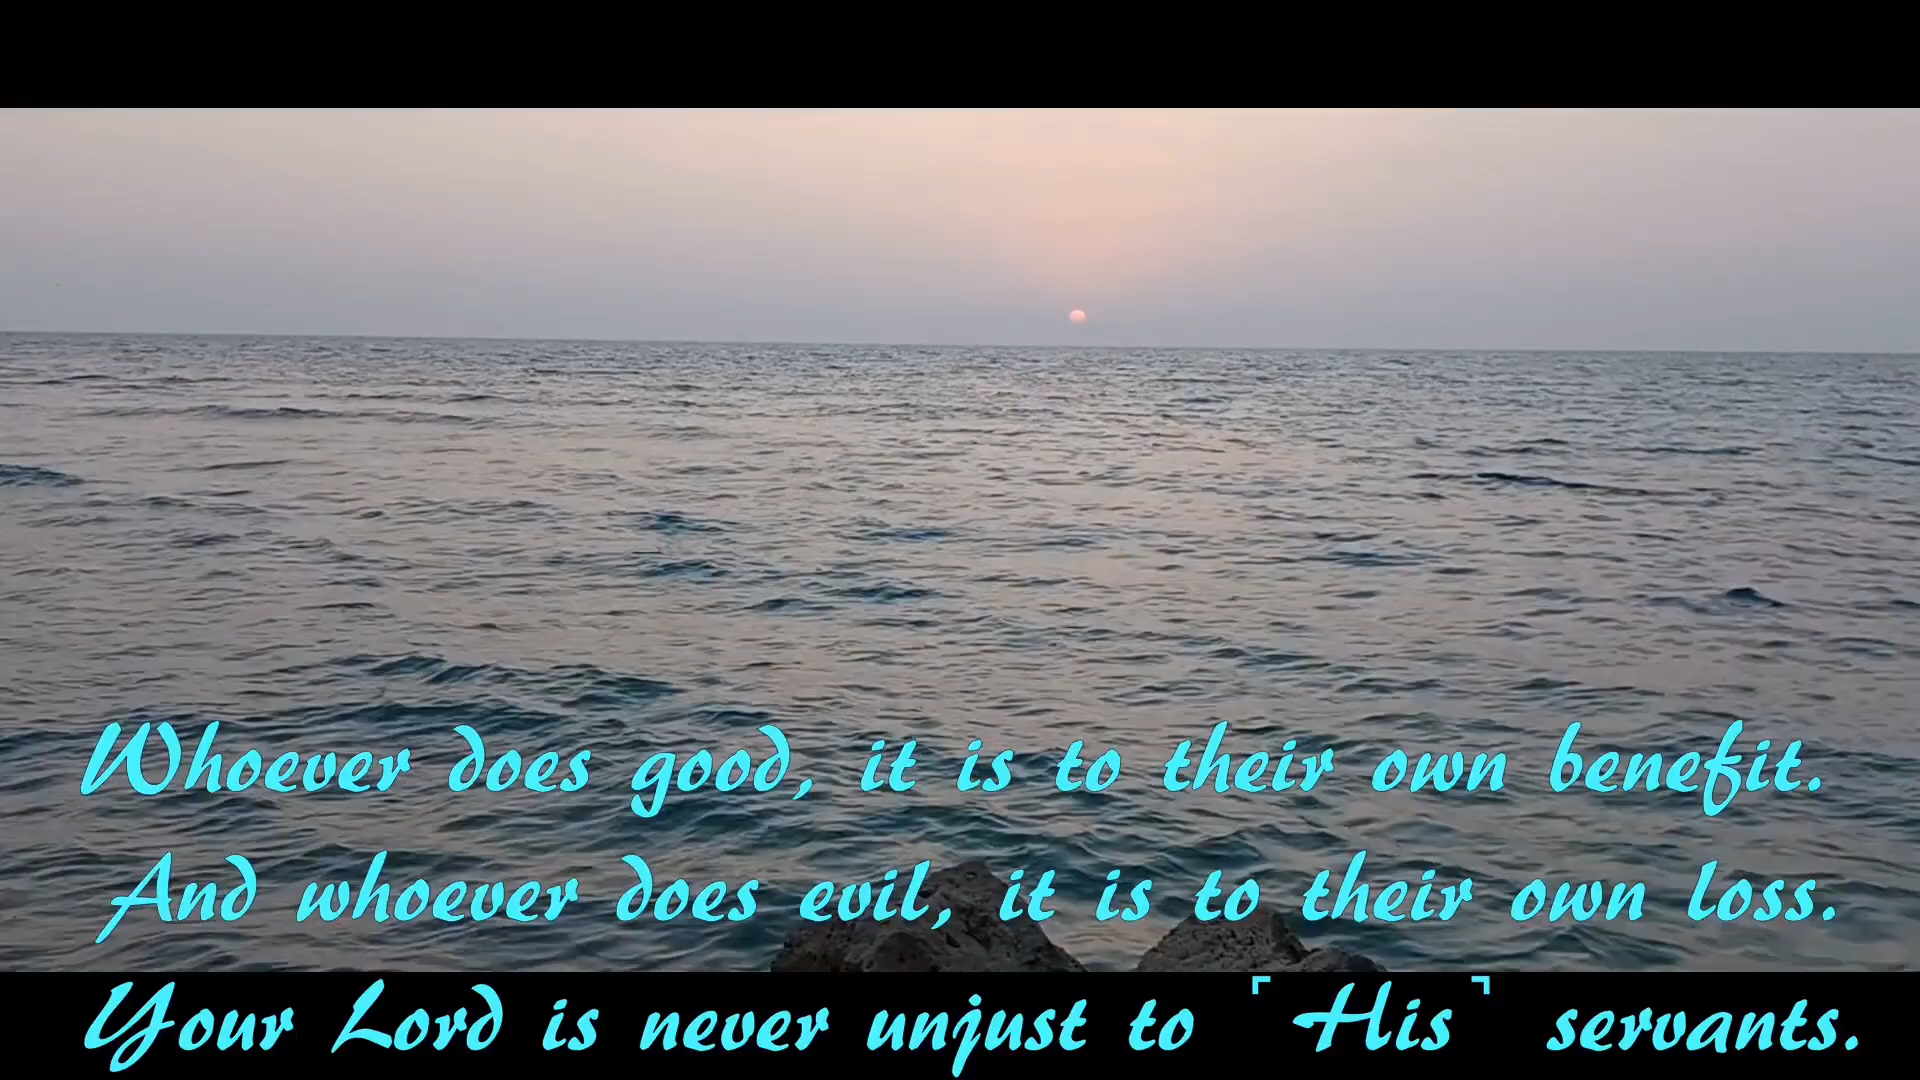 Whoever does good, it is to their own benefit.
And whoever does evil, it is to their own loss.
Your Lord is never unjust to ⸢His⸣ servants.